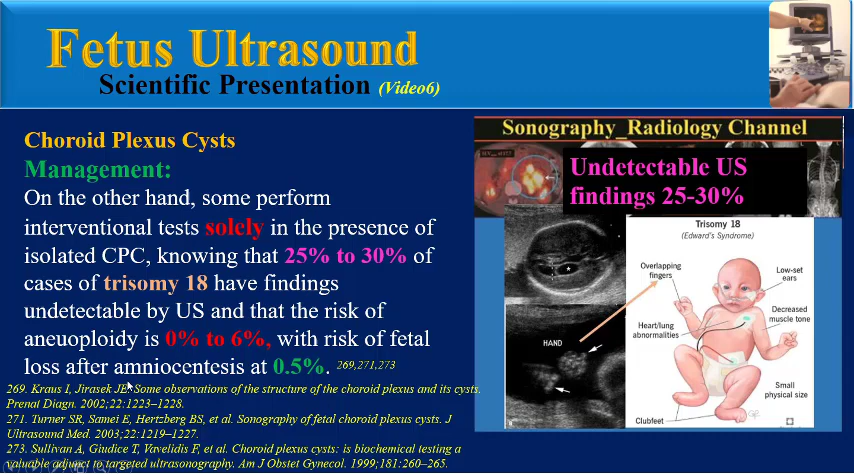 Fetus Ultrasound
Scientific Presentation (Video6)
Choroid Plexus Cysts
Management:
On the other hand, some perform
interventional tests solely in the presence of
isolated CPC, knowing that 25% to 30% of
cases of trisomy 18 have findings
undetectable by US and that the risk of
aneuoploidy is 0% to 6%, with risk of fetal
loss after amniocentesis at 0.5%. 269,271,273
269. Kraus I, Jirasek JE. Some observations of the structure of the choroid plexus and its cysts.
Prenat Diagn. 2002;22:1223–1228.
271. Turner SR, Samei E, Hertzberg BS, et al. Sonography of fetal choroid plexus cysts. J
Ultrasound Med. 2003;22:1219–1227.
273. Sullivan A, Giudice T, Vavelidis F, et al. Choroid plexus cysts: is biochemical testing a
valuable adjunct to targeted ultrasonography. Am J Obstet Gynecol. 1999;181:260–265.
Sonography_Radiology Channel
Undetectable US
findings 25-30%
HAND
Trisomy 18
(Edward's Syndrome)
Overlapping
fingers
Low-set
ears
Decreased
muscle tone
Heart/lung
abnormalities
Small
physical size
Clubfeet